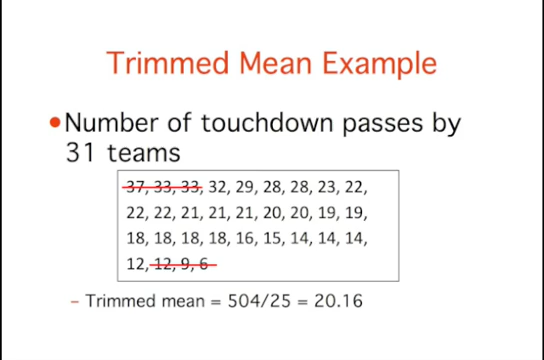 Trimmed Mean Example
•Number of touchdown passes by
31 teams
37, 33, 33, 32, 29, 28, 28, 23, 22,
22, 22, 21, 21, 21, 20, 20, 19, 19,
18, 18, 18, 18, 16, 15, 14, 14, 14,
12, 12, 9, 6
– Trimmed mean = 504/25 = 20.16